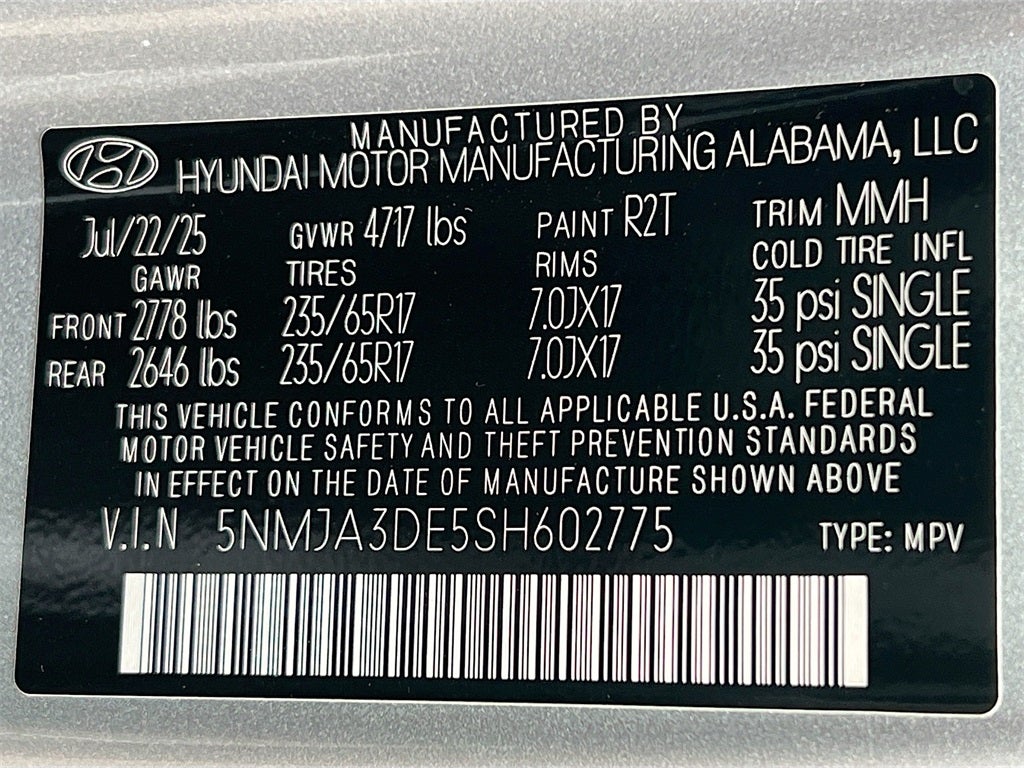 MANUFACTURED BY
HYUNDAI MOTOR MANUFACTURING ALABAMA, LLC
Jul/22/25 GVWR 4717 lbs PAINT R2T TRIM MMH
GAWR TIRES RIMS COLD TIRE INFL
FRONT 2778 lbs 235/65R17 7.0JX17 35 psi SINGLE
REAR 2646 lbs 235/65R17 7.0JX17 35 psi SINGLE
THIS VEHICLE CONFORMS TO ALL APPLICABLE U.S.A. FEDERAL
MOTOR VEHICLE SAFETY AND THEFT PREVENTION STANDARDS
IN EFFECT ON THE DATE OF MANUFACTURE SHOWN ABOVE
V.I.N 5NMJA3DE5SH602775 TYPE: MPV